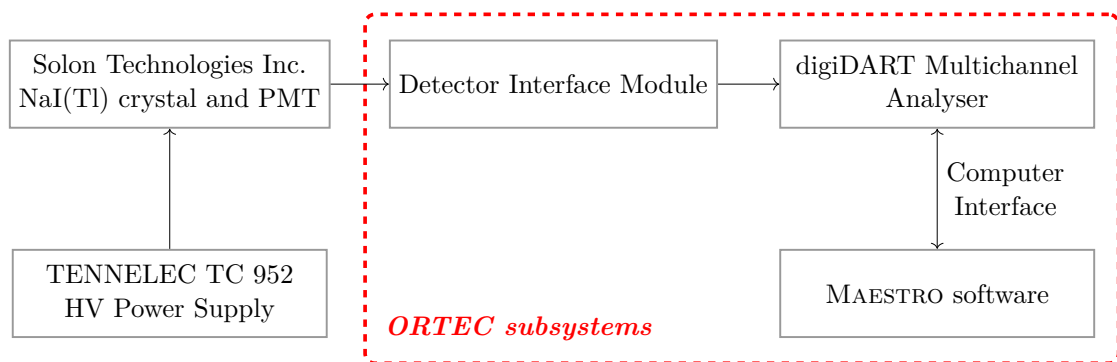 Solon Technologies Inc.
NaI(Tl) crystal and PMT
Detector Interface Module
digiDART Multichannel
Analyser
Computer
Interface
TENNELEC TC 952
HV Power Supply
MAESTRO software
ORTEC subsystems